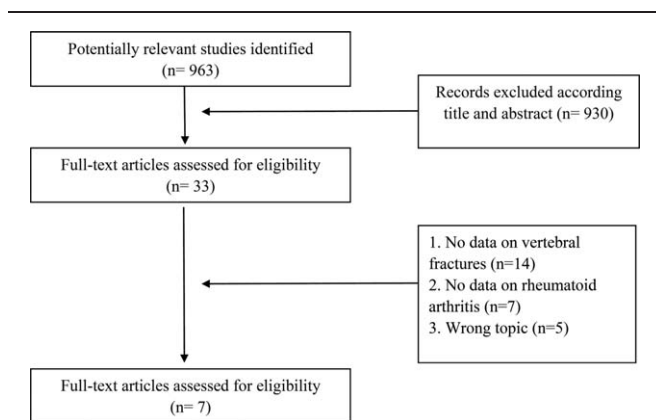 Potentially relevant studies identified
(n= 963)
Records excluded according
title and abstract (n= 930)
Full-text articles assessed for eligibility
(n= 33)
1. No data on vertebral
fractures (n=14)
2. No data on rheumatoid
arthritis (n=7)
3. Wrong topic (n=5)
Full-text articles assessed for eligibility
(n= 7)